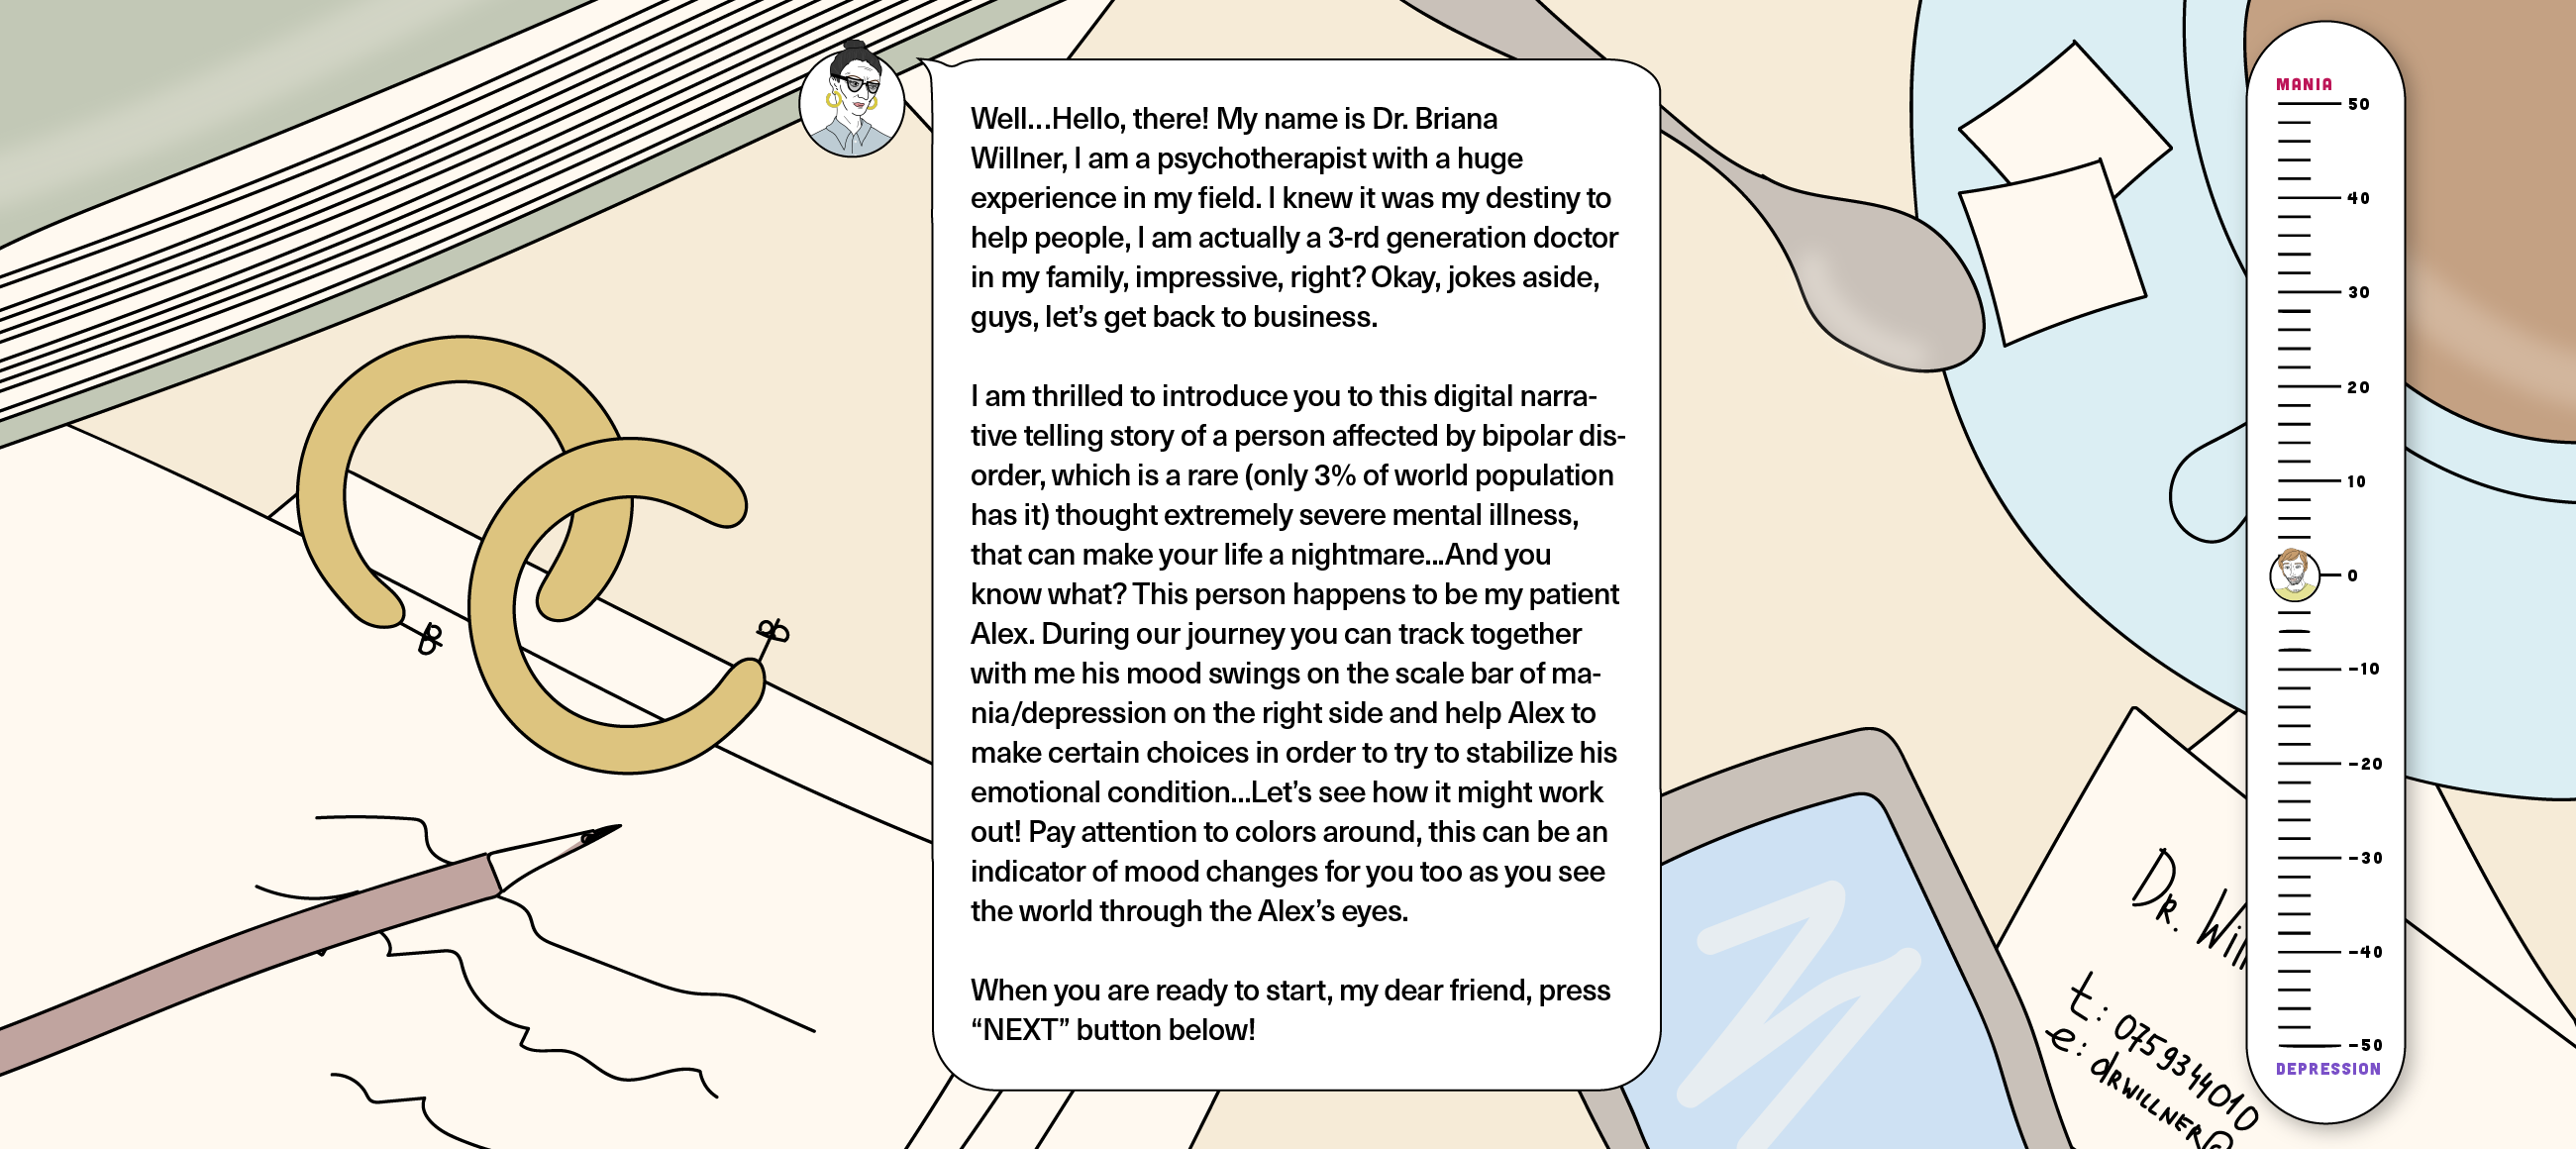 Well...Hello, there! My name is Dr. Briana
Willner, I am a psychotherapist with a huge
experience in my field. I knew it was my destiny to
help people, I am actually a 3-rd generation doctor
in my family, impressive, right? Okay, jokes aside,
guys, let’s get back to business.
I am thrilled to introduce you to this digital narra-
tive telling story of a person affected by bipolar dis-
order, which is a rare (only 3% of world population
has it) thought extremely severe mental illness,
that can make your life a nightmare...And you
know what? This person happens to be my patient
Alex. During our journey you can track together
with me his mood swings on the scale bar of ma-
nia/depression on the right side and help Alex to
make certain choices in order to try to stabilize his
emotional condition...Let’s see how it might work
out! Pay attention to colors around, this can be an
indicator of mood changes for you too as you see
the world through the Alex’s eyes.
When you are ready to start, my dear friend, press
“NEXT” button below!
MANIA
50
40
30
20
10
0
-10
-20
-30
-40
-50
DEPRESSION
DR. Will
t: 0759344010
e: DRWILLNER@